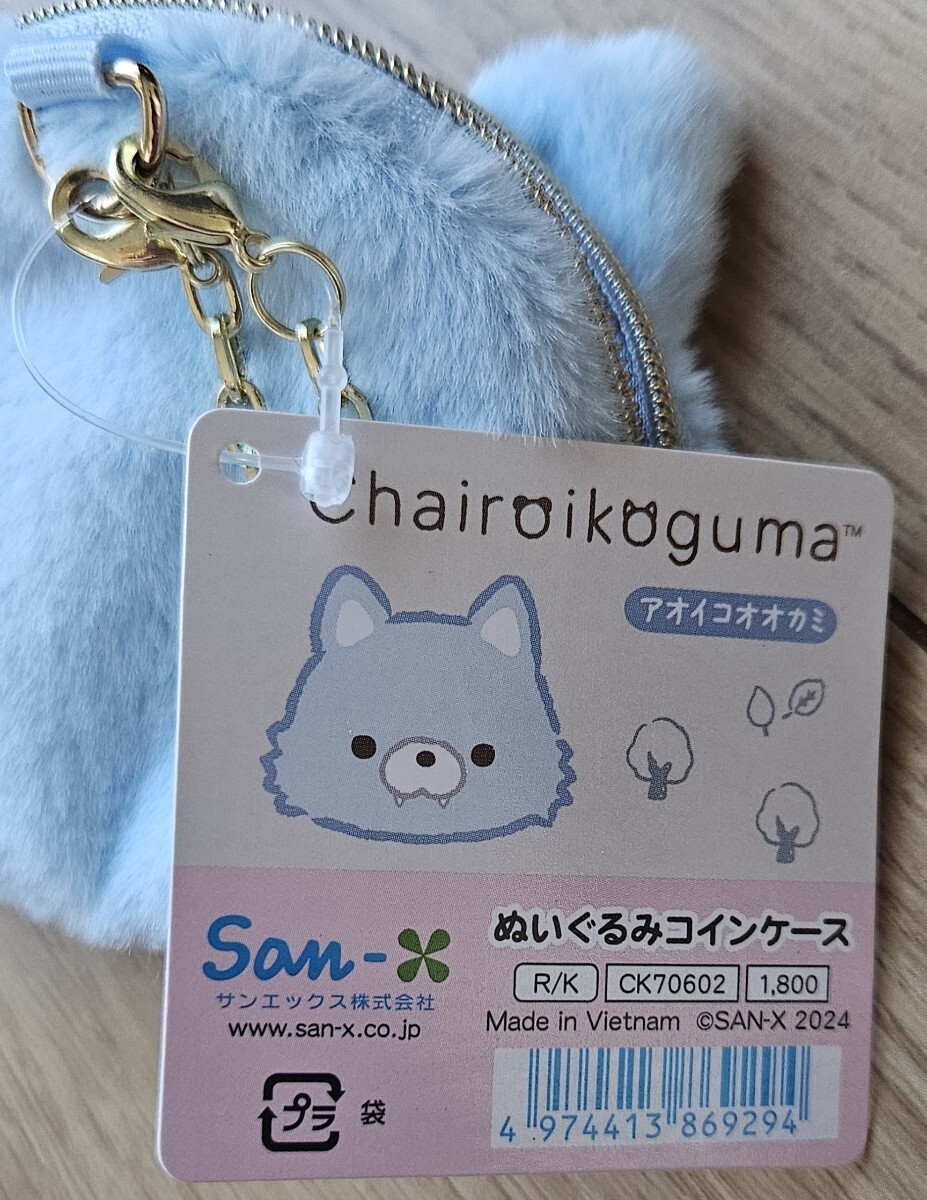 Chairoikoguma™
アオイコオオカミ
San-X
サンエックス株式会社
www.san-x.co.jp
プラ 袋
ぬいぐるみコインケース
R/K CK70602 1,800
Made in Vietnam ©SAN-X 2024
4 974413 869294